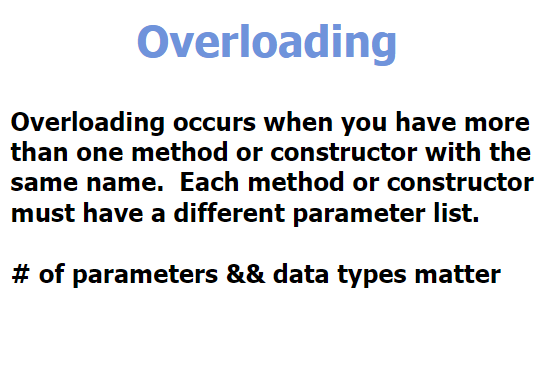 Overloading
Overloading occurs when you have more
than one method or constructor with the
same name.  Each method or constructor
must have a different parameter list.
# of parameters && data types matter